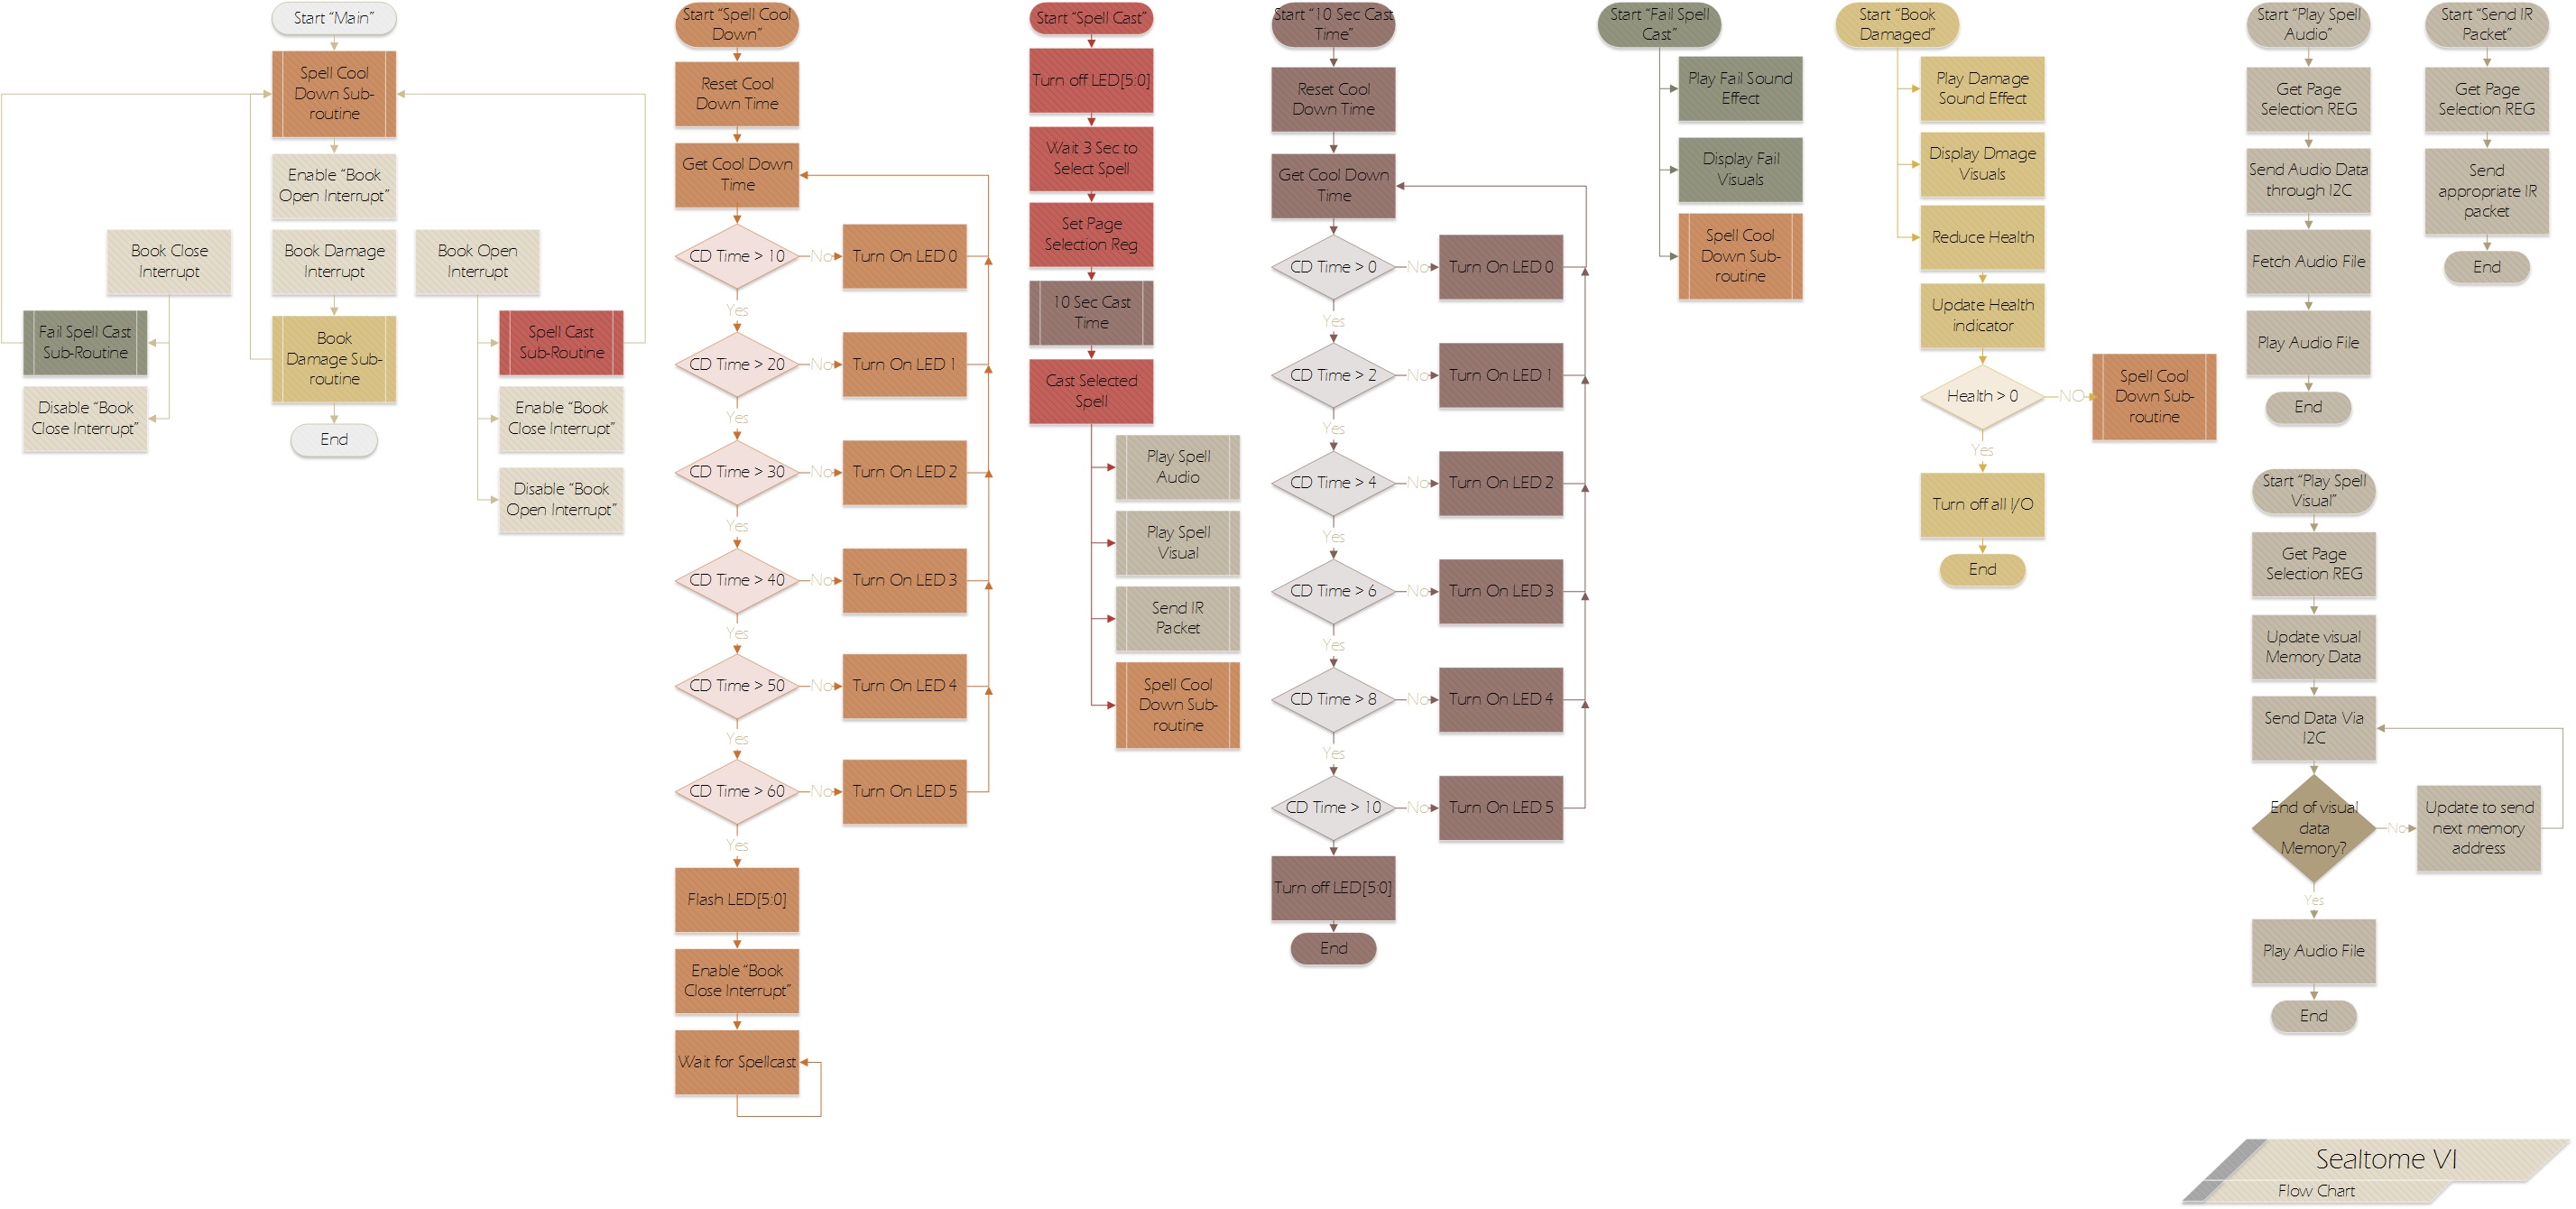 Start “Main”
Spell Cool
Down Sub-
routine
Enable “Book
Open Interrupt”
Book Close
Interrupt
Book Damage
Interrupt
Book Open
Interrupt
Fail Spell Cast
Sub-Routine
Book
Damage Sub-
routine
Spell Cast
Sub-Routine
Disable “Book
Close Interrupt”
Enable “Book
Close Interrupt”
End
Disable “Book
Open Interrupt”
Start “Spell Cool
Down”
Reset Cool
Down Time
Get Cool Down
Time
CD Time > 10
No
Turn On LED 0
Yes
CD Time > 20
No
Turn On LED 1
Yes
CD Time > 30
No
Turn On LED 2
Yes
CD Time > 40
No
Turn On LED 3
Yes
CD Time > 50
No
Turn On LED 4
Yes
CD Time > 60
No
Turn On LED 5
Yes
Flash LED[5:0]
Enable “Book
Close Interrupt”
Wait for Spellcast
Start “Spell Cast”
Turn off LED[5:0]
Wait 3 Sec to
Select Spell
Set Page
Selection Reg
10 Sec Cast
Time
Cast Selected
Spell
Play Spell
Audio
Play Spell
Visual
Send IR
Packet
Spell Cool
Down Sub-
routine
Start “10 Sec Cast
Time”
Reset Cool
Down Time
Get Cool Down
Time
CD Time > 0
No
Turn On LED 0
Yes
CD Time > 2
No
Turn On LED 1
Yes
CD Time > 4
No
Turn On LED 2
Yes
CD Time > 6
No
Turn On LED 3
Yes
CD Time > 8
No
Turn On LED 4
Yes
CD Time > 10
No
Turn On LED 5
Turn off LED[5:0]
End
Start “Fail Spell
Cast”
Play Fail Sound
Effect
Display Fail
Visuals
Spell Cool
Down Sub-
routine
Start “Book
Damaged”
Play Damage
Sound Effect
Display Dmage
Visuals
Reduce Health
Update Health
indicator
Health > 0
NO
Spell Cool
Down Sub-
routine
Yes
Turn off all I/O
End
Start “Play Spell
Audio”
Get Page
Selection REG
Send Audio Data
through I2C
Fetch Audio File
Play Audio File
End
Start “Send IR
Packet”
Get Page
Selection REG
Send
appropriate IR
packet
End
Start “Play Spell
Visual”
Get Page
Selection REG
Update visual
Memory Data
Send Data Via
I2C
End of visual
data
Memory?
No
Update to send
next memory
address
Yes
Play Audio File
End
Sealtome VI
Flow Chart